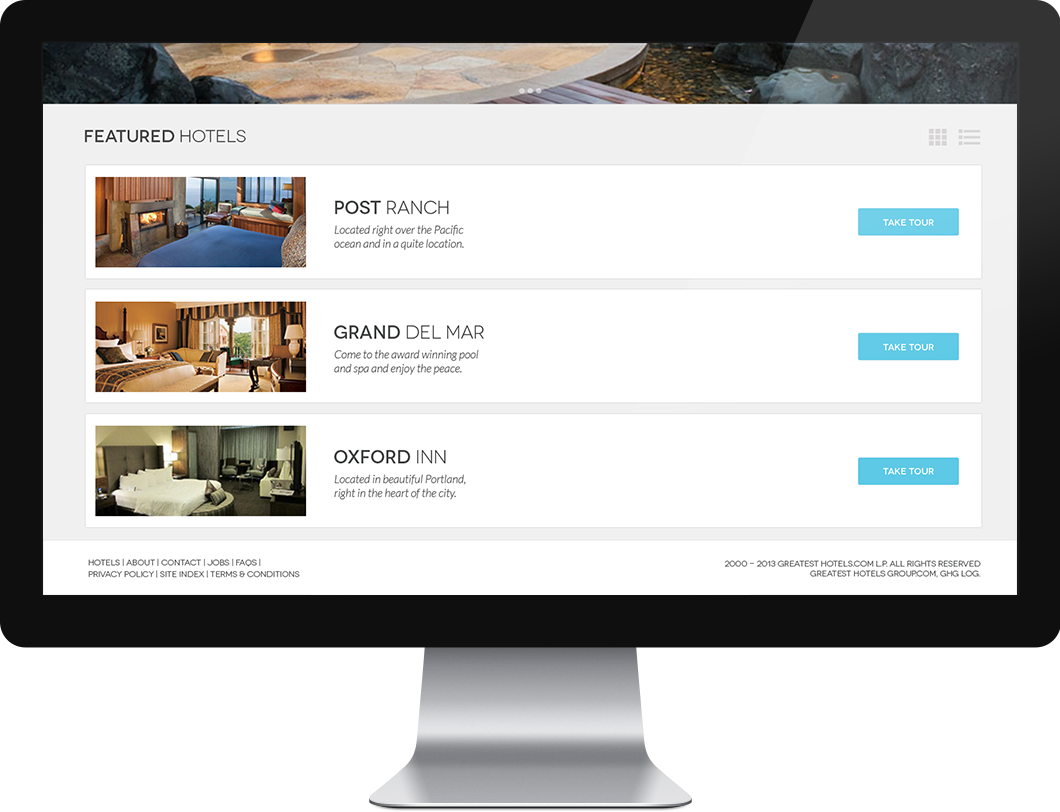 FEATURED HOTELS
POST RANCH
Located right over the Pacific
ocean and in a quite location.
TAKE TOUR
GRAND DEL MAR
Come to the award winning pool
and spa and enjoy the peace.
TAKE TOUR
OXFORD INN
Located in beautiful Portland,
right in the heart of the city.
TAKE TOUR
HOTELS | ABOUT | CONTACT | JOBS | FAQS |
PRIVACY POLICY | SITE INDEX | TERMS & CONDITIONS
2000 – 2013 GREATEST HOTELS.COM L.P. ALL RIGHTS RESERVED
GREATEST HOTELS GROUP.COM, GHG LOG.